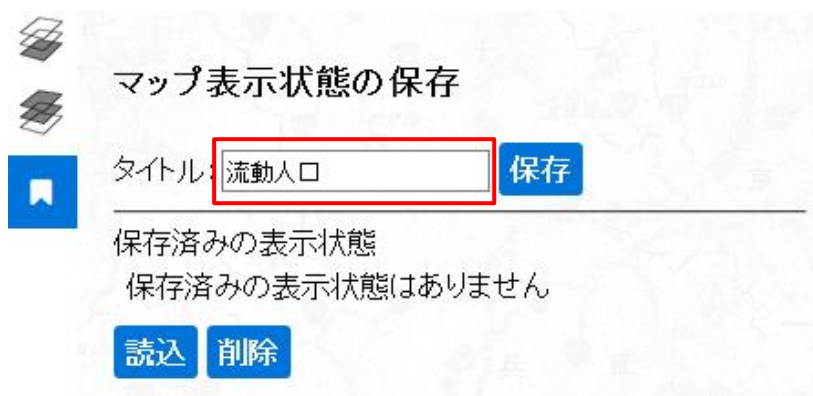 マップ表示状態の保存
タイトル: 流動人口 保存
保存済みの表示状態
保存済みの表示状態はありません
読込 削除